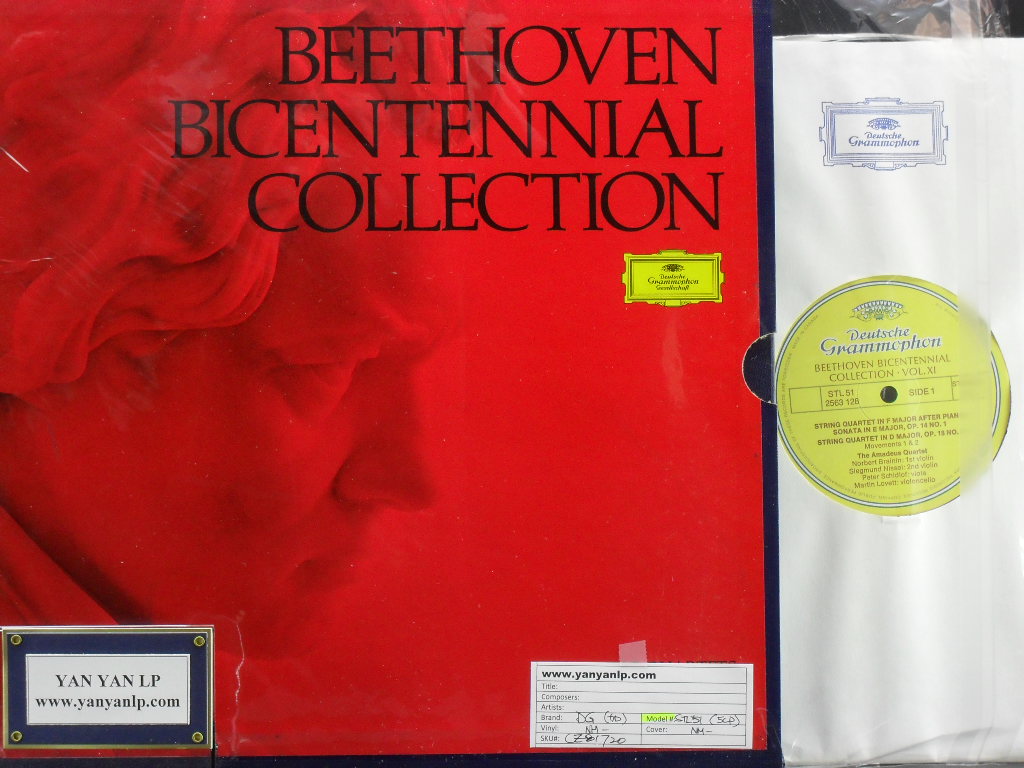 BEETHOVEN
BICENTENNIAL
COLLECTION
Deutsche
Grammophon
Gesellschaft
Deutsche
Grammophon
Deutsche
Grammophon
BEETHOVEN BICENTENNIAL
COLLECTION · VOL. XI
STL 51
2563 128
SIDE 1
STRING QUARTET IN F MAJOR AFTER PIAN
SONATA IN E MAJOR, OP. 14 NO. 1
STRING QUARTET IN D MAJOR, OP. 18 NO.
Movements 1 & 2
The Amadeus Quartet
Norbert Brainin: 1st violin
Siegmund Nissel: 2nd violin
Peter Schidlof: viola
Martin Lovett: violoncello
YAN YAN LP
www.yanyanlp.com
www.yanyanlp.com
Title:
Composers:
Artists:
Brand: DG Model # STL51 (5LP)
Vinyl: NM- Cover: NM-
SKU#: